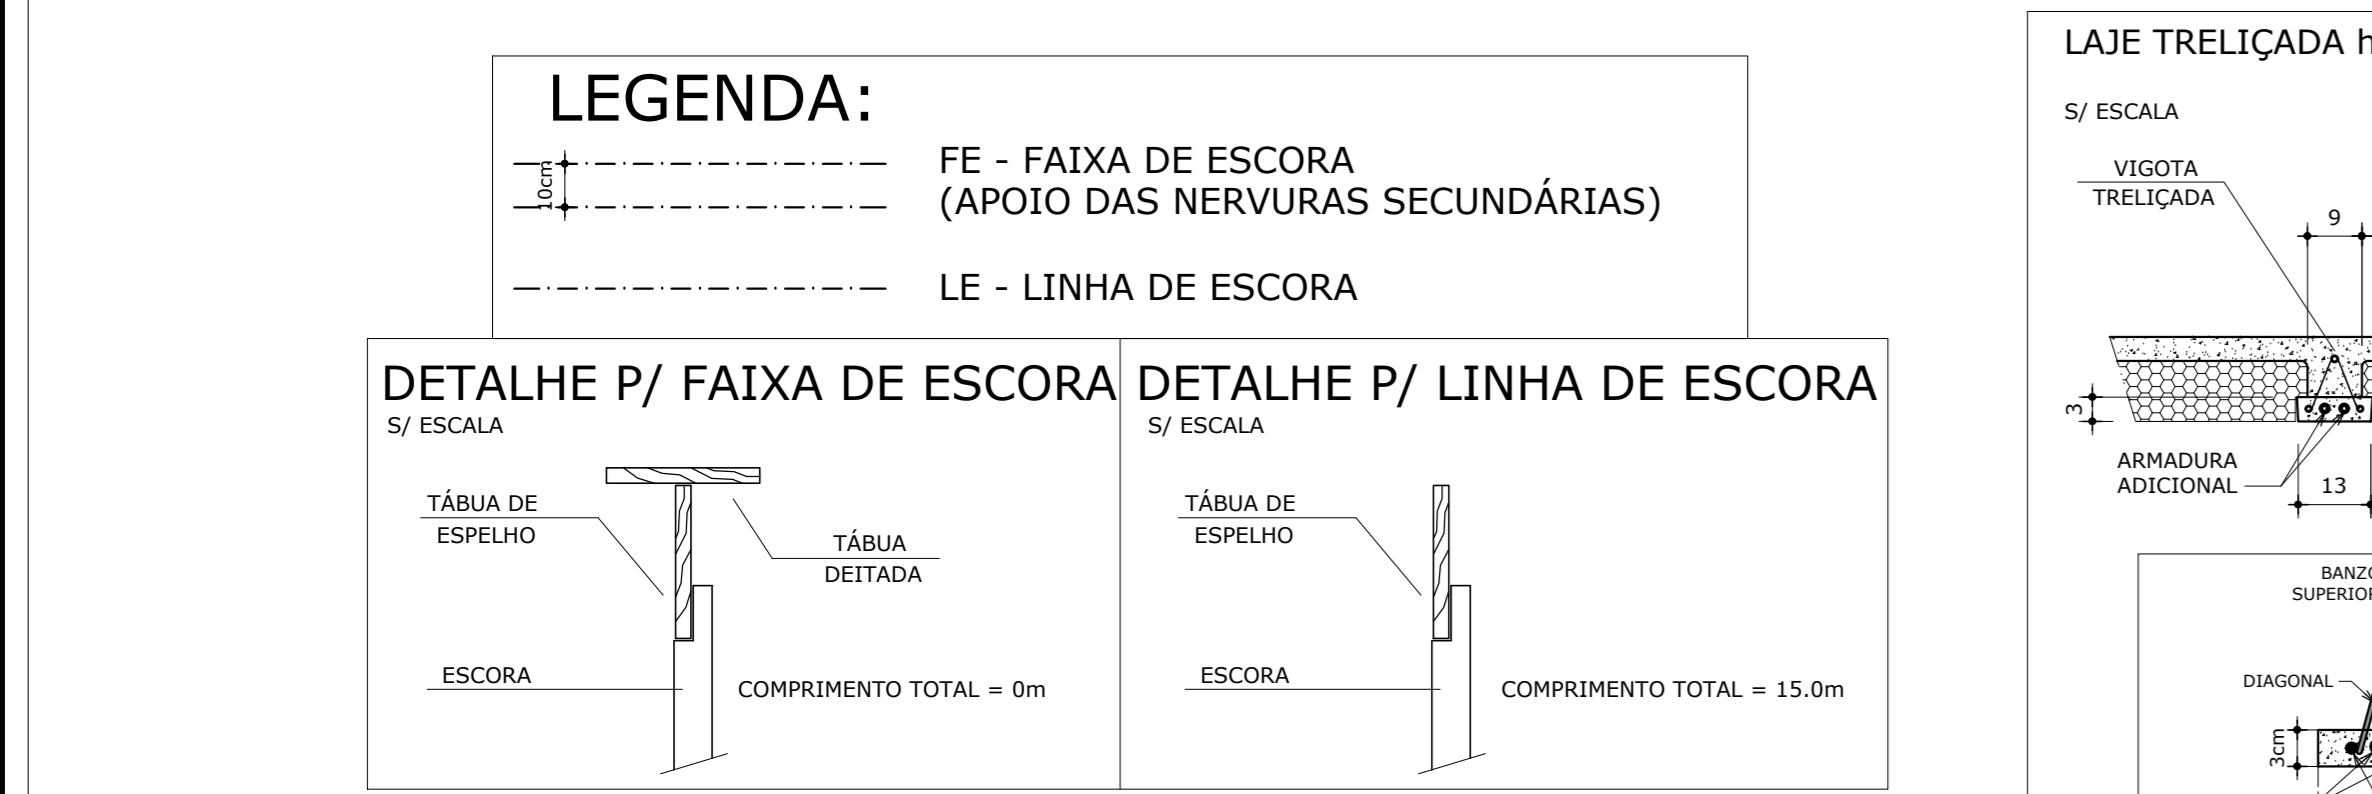 LEGENDA:
10cm
FE - FAIXA DE ESCORA
(APOIO DAS NERVURAS SECUNDÁRIAS)
LE - LINHA DE ESCORA
DETALHE P/ FAIXA DE ESCORA
S/ ESCALA
TÁBUA DE
ESPELHO
TÁBUA
DEITADA
ESCORA
COMPRIMENTO TOTAL = 0m
DETALHE P/ LINHA DE ESCORA
S/ ESCALA
TÁBUA DE
ESPELHO
ESCORA
COMPRIMENTO TOTAL = 15.0m
LAJE TRELIÇADA h
S/ ESCALA
VIGOTA
TRELIÇADA
9
3
ARMADURA
ADICIONAL
13
SUPERIOR
DIAGONAL
3cm